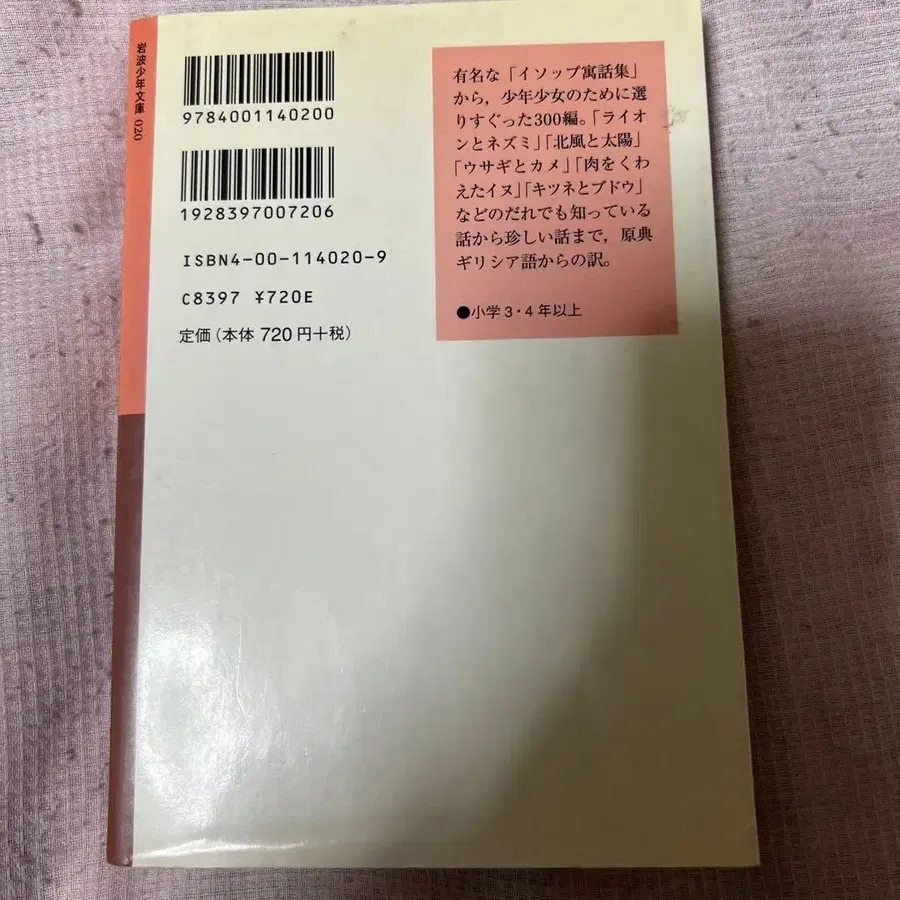 岩波少年文庫 020
9784001140200
1928397007206
ISBN4-00-114020-9
C8397 ¥720E
定価(本体 720円+税)
有名な「イソップ寓話集」
から,少年少女のために選
りすぐった300編。「ライオ
ンとネズミ」「北風と太陽」
「ウサギとカメ」「肉をくわ
えたイヌ」「キツネとブドウ」
などのだれでも知っている
話から珍しい話まで,原典
ギリシア語からの訳。
●小学3・4年以上